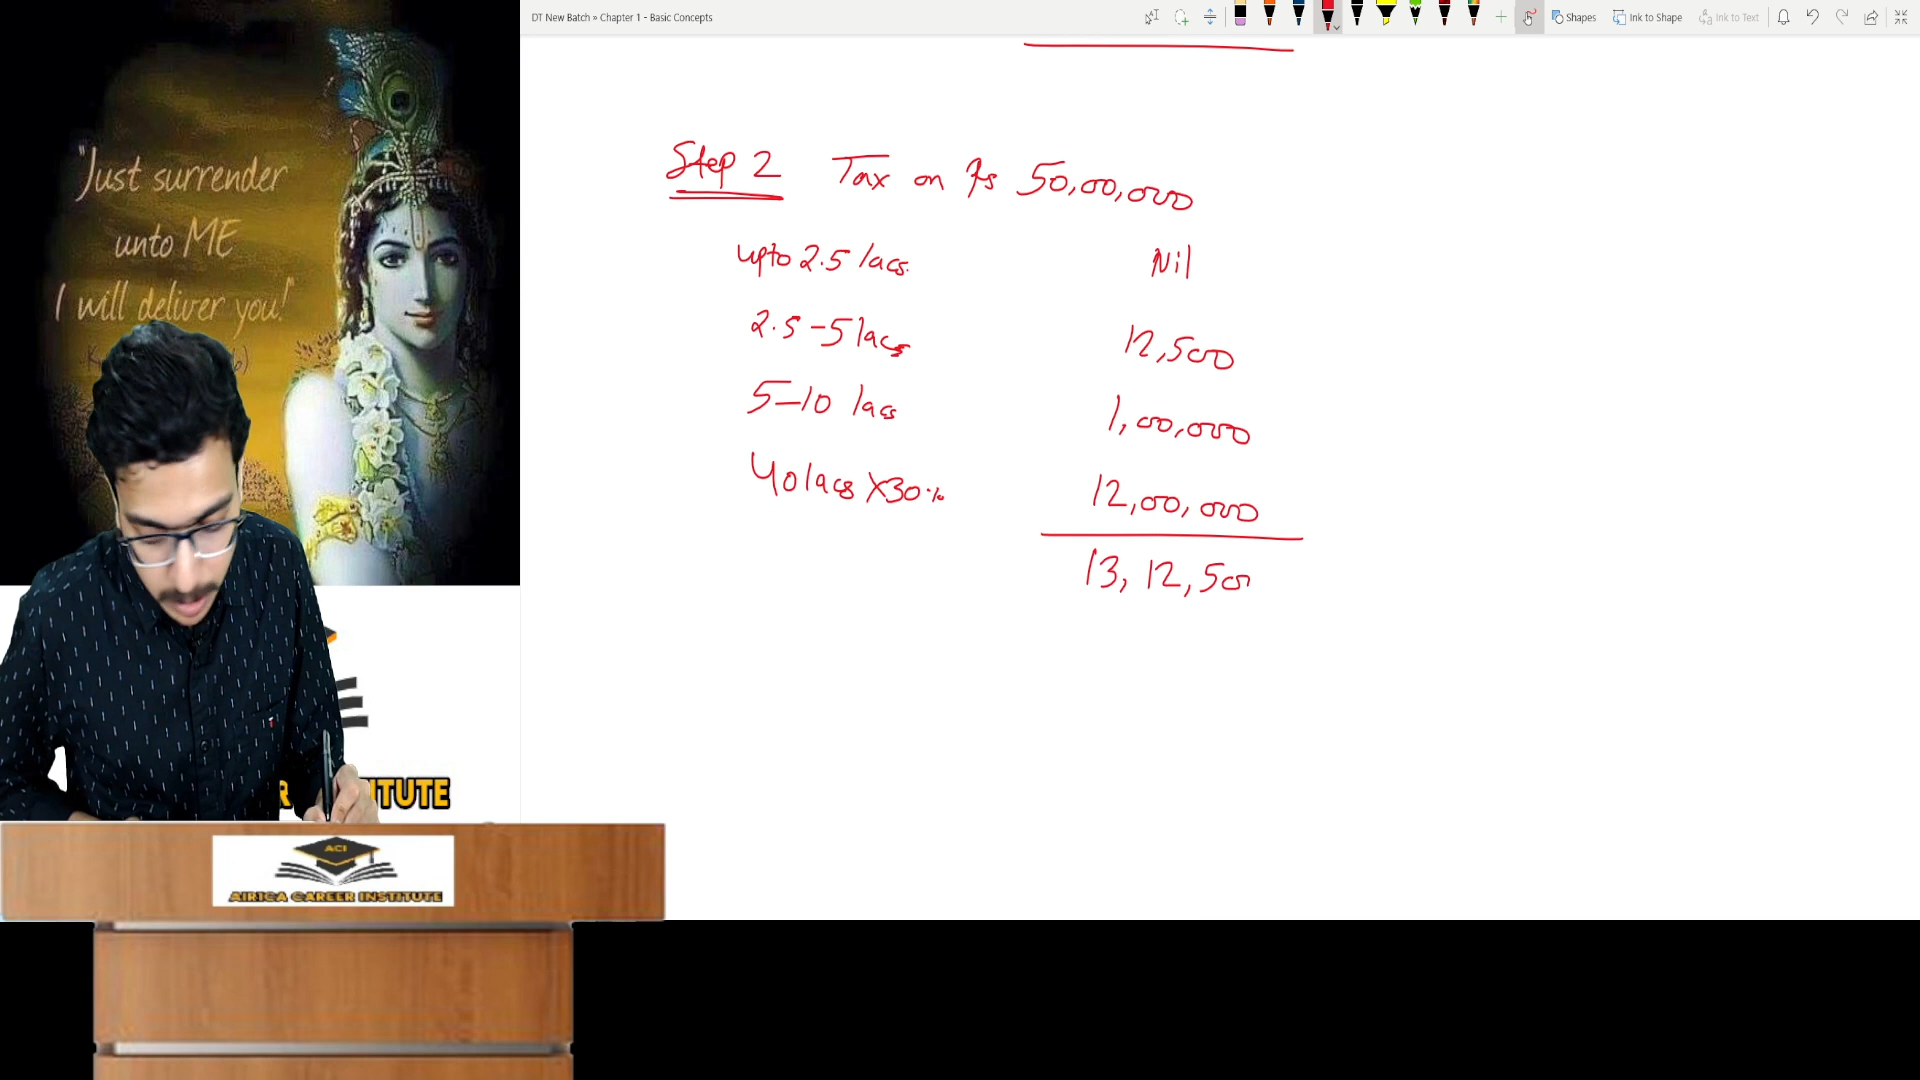 DT New Batch » Chapter 1 - Basic Concepts
Shapes
Ink to Shape
Ink to Text
"Just surrender
unto ME
I will deliver you!"
Step 2 Tax on Rs 50,00,000
upto 2.5 lacs. Nil
2.5 - 5 lacs 12,500
5-10 lacs 1,00,000
40 lacs X 30% 12,00,000
13, 12, 500
ACI
AIRICA CAREER INSTITUTE